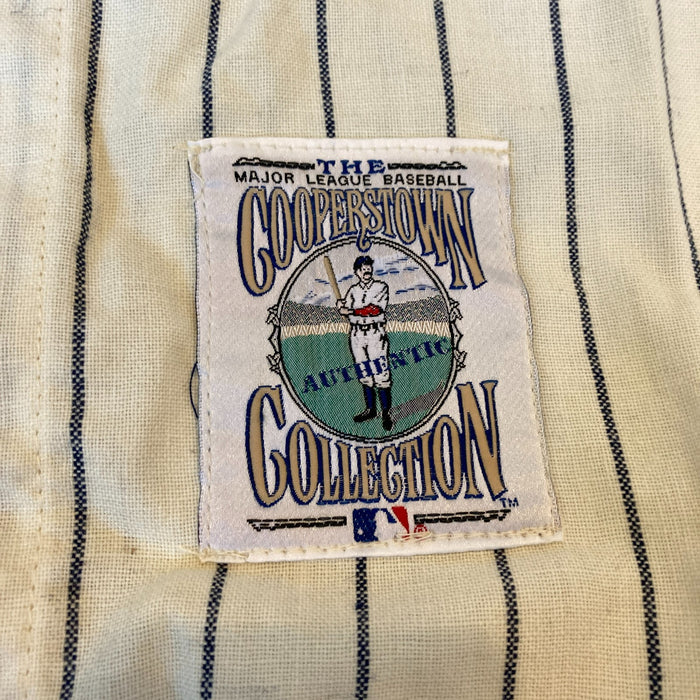 THE
MAJOR LEAGUE BASEBALL
COOPERSTOWN
AUTHENTIC
COLLECTION
TM
®